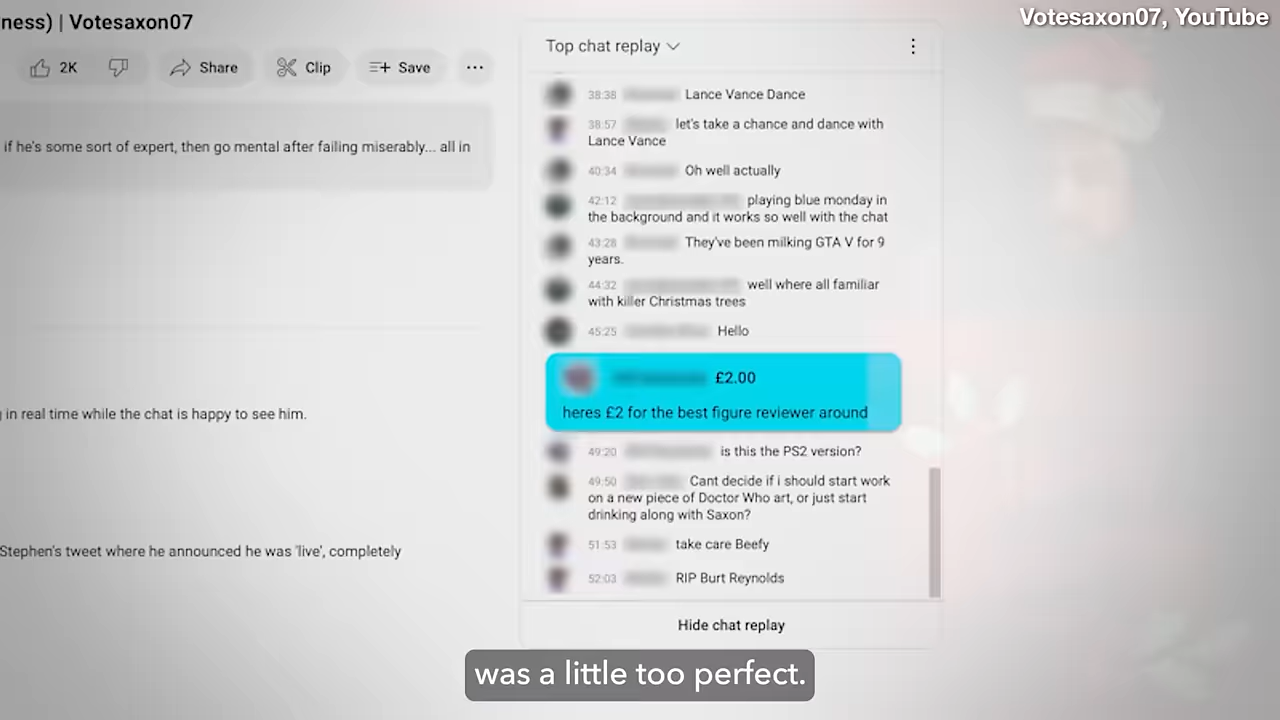 ness) | Votesaxon07
Votesaxon07, YouTube
2K
Share
Clip
Save
if he's some sort of expert, then go mental after failing miserably... all in
g in real time while the chat is happy to see him.
Stephen's tweet where he announced he was 'live', completely
Top chat replay
38:38 Lance Vance Dance
38:57 let's take a chance and dance with
Lance Vance
40:34 Oh well actually
42:12 playing blue monday in
the background and it works so well with the chat
43:28 They've been milking GTA V for 9
years.
44:32 well where all familiar
with killer Christmas trees
45:25 Hello
£2.00
heres £2 for the best figure reviewer around
49:20 is this the PS2 version?
49:50 Cant decide if i should start work
on a new piece of Doctor Who art, or just start
drinking along with Saxon?
51:53 take care Beefy
52:03 RIP Burt Reynolds
Hide chat replay
was a little too perfect.